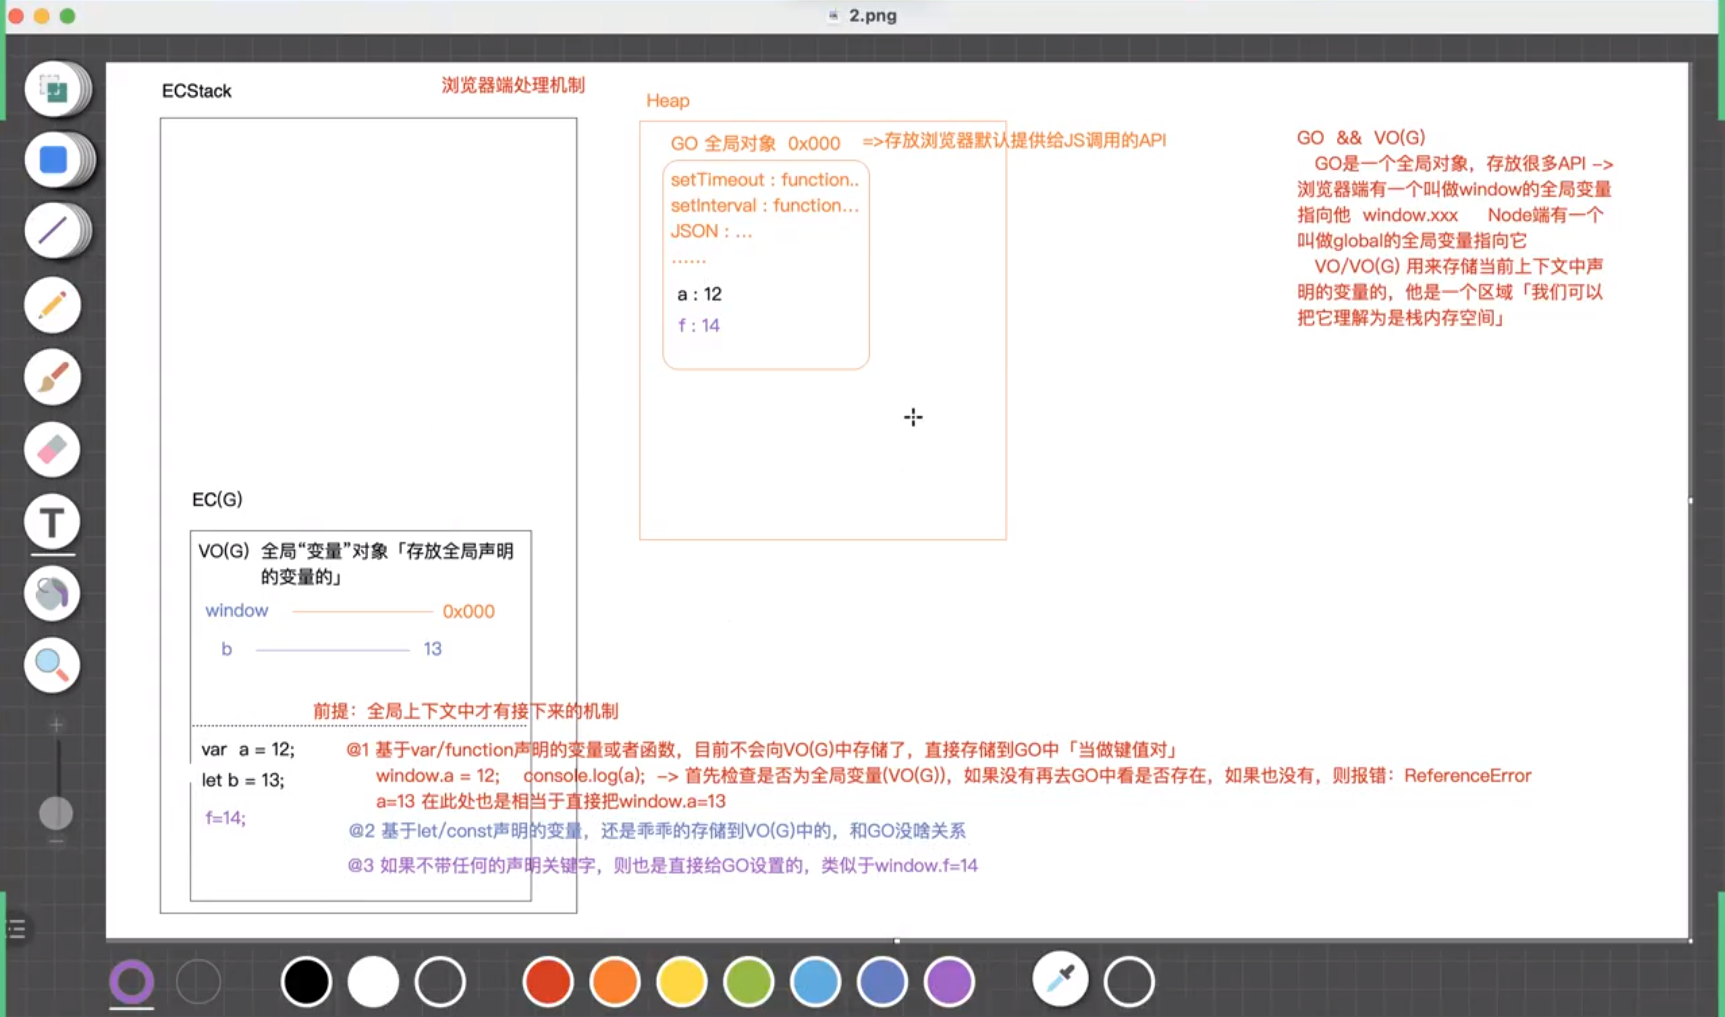 2.png
ECStack
浏览器端处理机制
Heap
GO 全局对象 0x000 =>存放浏览器默认提供给JS调用的API
setTimeout : function..
setInterval : function...
JSON : ...
......
a : 12
f : 14
GO && VO(G)
GO是一个全局对象，存放很多API ->
浏览器端有一个叫做window的全局变量
指向他 window.xxx Node端有一个
叫做global的全局变量指向它
VO/VO(G) 用来存储当前上下文中声
明的变量的，他是一个区域「我们可以
把它理解为是栈内存空间」
EC(G)
VO(G) 全局“变量”对象「存放全局声明
的变量的」
window 0x000
b 13
前提：全局上下文中才有接下来的机制
var a = 12;
let b = 13;
f=14;
@1 基于var/function声明的变量或者函数，目前不会向VO(G)中存储了，直接存储到GO中「当做键值对」
window.a = 12; console.log(a); -> 首先检查是否为全局变量(VO(G))，如果没有再去GO中看是否存在，如果也没有，则报错：ReferenceError
a=13 在此处也是相当于直接把window.a=13
@2 基于let/const声明的变量，还是乖乖的存储到VO(G)中的，和GO没啥关系
@3 如果不带任何的声明关键字，则也是直接给GO设置的，类似于window.f=14
T